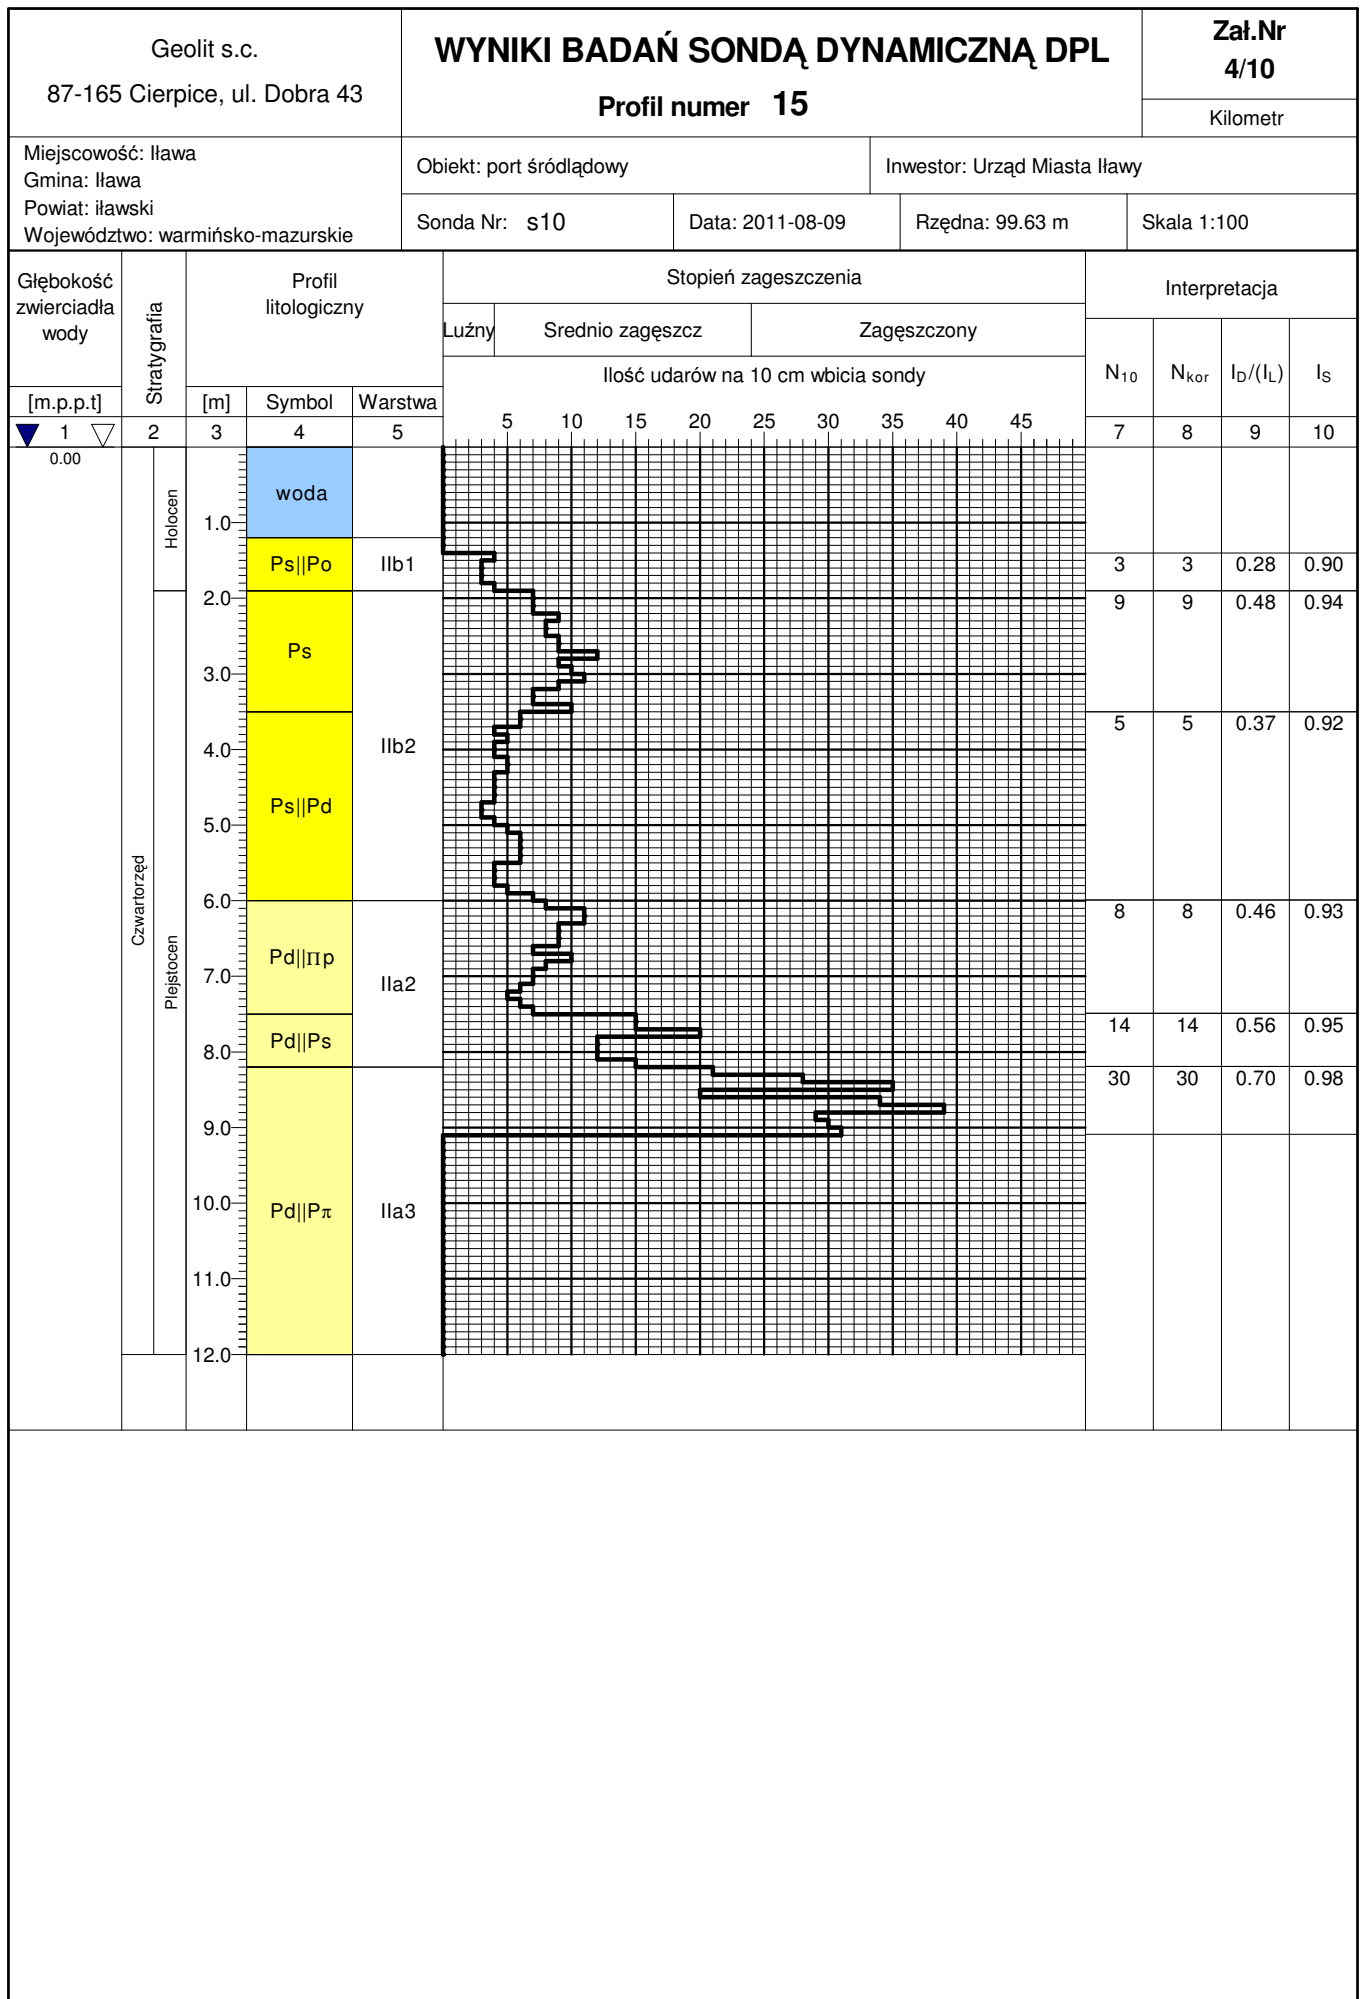 Geolit s.c.
87-165 Cierpice, ul. Dobra 43
WYNIKI BADAŃ SONDĄ DYNAMICZNĄ DPL
Profil numer 15
Zał.Nr
4/10
Kilometr
Miejscowość: Iława
Gmina: Iława
Powiat: iławski
Województwo: warmińsko-mazurskie
Obiekt: port śródlądowy
Inwestor: Urząd Miasta Iławy
Sonda Nr: s10
Data: 2011-08-09
Rzędna: 99.63 m
Skala 1:100
Głębokość
zwierciadła
wody
[m.p.p.t]
Stratygrafia
Profil
litologiczny
[m] Symbol Warstwa
Stopień zageszczenia
Luźny Srednio zagęszcz Zagęszczony
Ilość udarów na 10 cm wbicia sondy
5 10 15 20 25 30 35 40 45
Interpretacja
N10 Nkor ID/(IL) IS
1 2 3 4 5 7 8 9 10
0.00
Czwartorzęd
Holocen
Plejstocen
1.0
2.0
3.0
4.0
5.0
6.0
7.0
8.0
9.0
10.0
11.0
12.0
woda
Ps||Po IIb1
Ps
IIb2
Ps||Pd
Pd||Πp
IIa2
Pd||Ps
Pd||Pπ IIa3
3 3 0.28 0.90
9 9 0.48 0.94
5 5 0.37 0.92
8 8 0.46 0.93
14 14 0.56 0.95
30 30 0.70 0.98